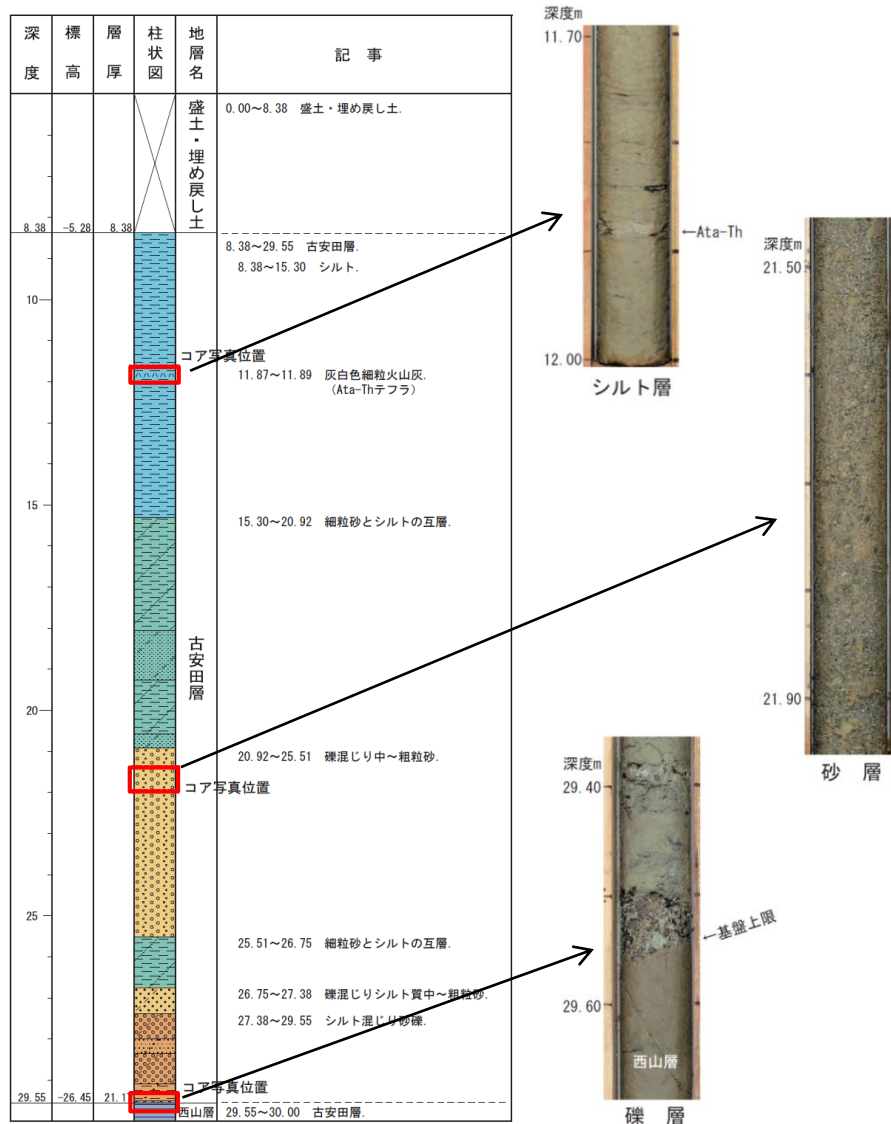 深度
標高
層厚
柱状図
地層名
記 事
盛土・埋め戻し土
0.00～8.38 盛土・埋め戻し土.
8.38
-5.28
8.38
8.38～29.55 古安田層.
8.38～15.30 シルト.
10
コア写真位置
11.87～11.89 灰白色細粒火山灰.
(Ata-Thテフラ)
15
15.30～20.92 細粒砂とシルトの互層.
古安田層
20
20.92～25.51 礫混じり中～粗粒砂.
コア写真位置
25
25.51～26.75 細粒砂とシルトの互層.
26.75～27.38 礫混じりシルト質中～粗粒砂.
27.38～29.55 シルト混じり砂礫.
コア写真位置
29.55
-26.45
西山層
29.55～30.00 古安田層.
深度m
11.70
←Ata-Th
12.00
シルト層
深度m
21.50
21.90
砂 層
深度m
29.40
←基盤上限
29.60
西山層
礫 層